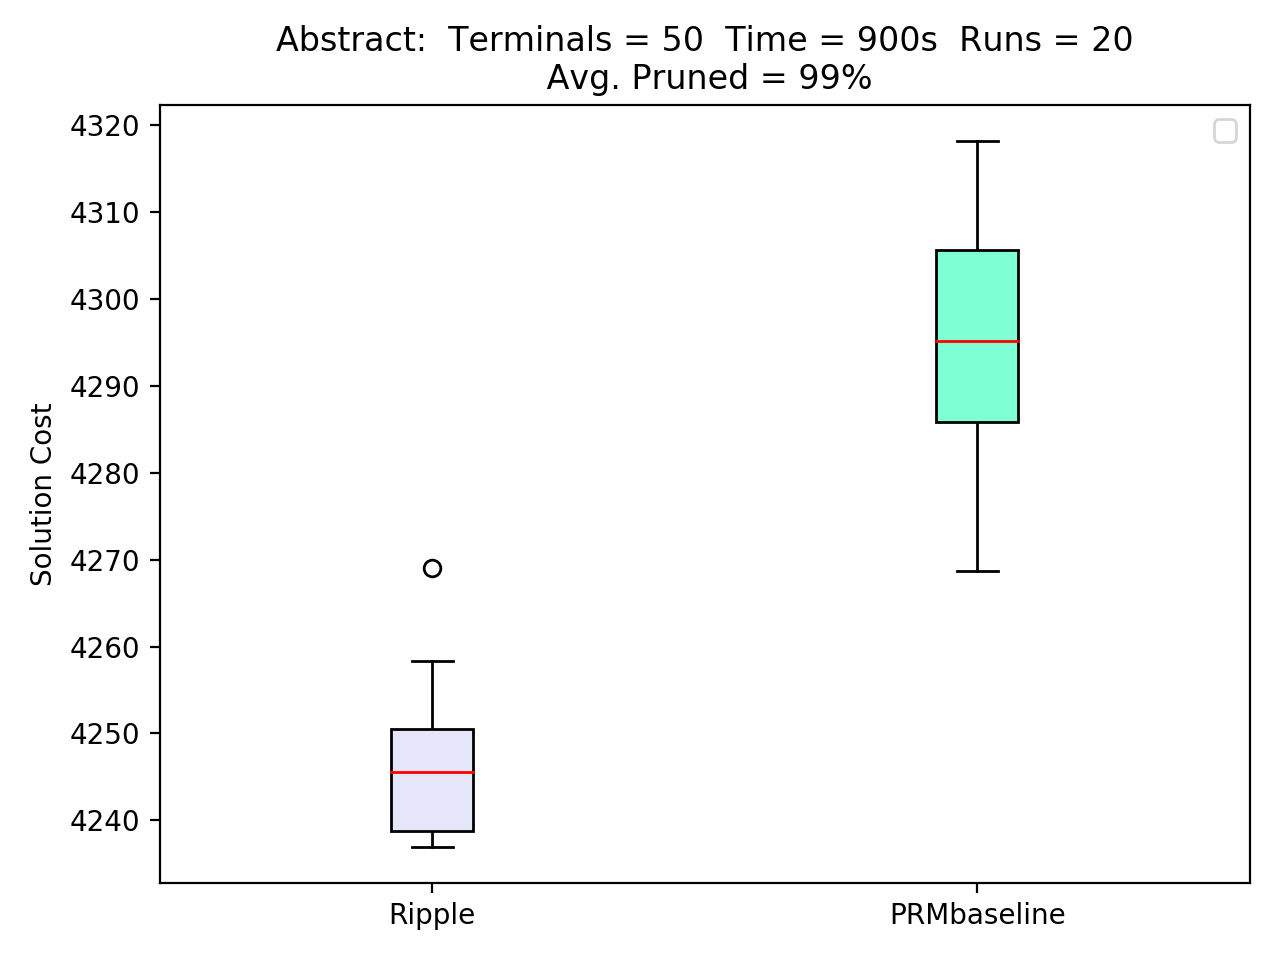 Abstract:  Terminals = 50  Time = 900s  Runs = 20
Avg. Pruned = 99%
4320
4310
4300
4290
4280
4270
4260
4250
4240
Solution Cost
Ripple
PRMbaseline